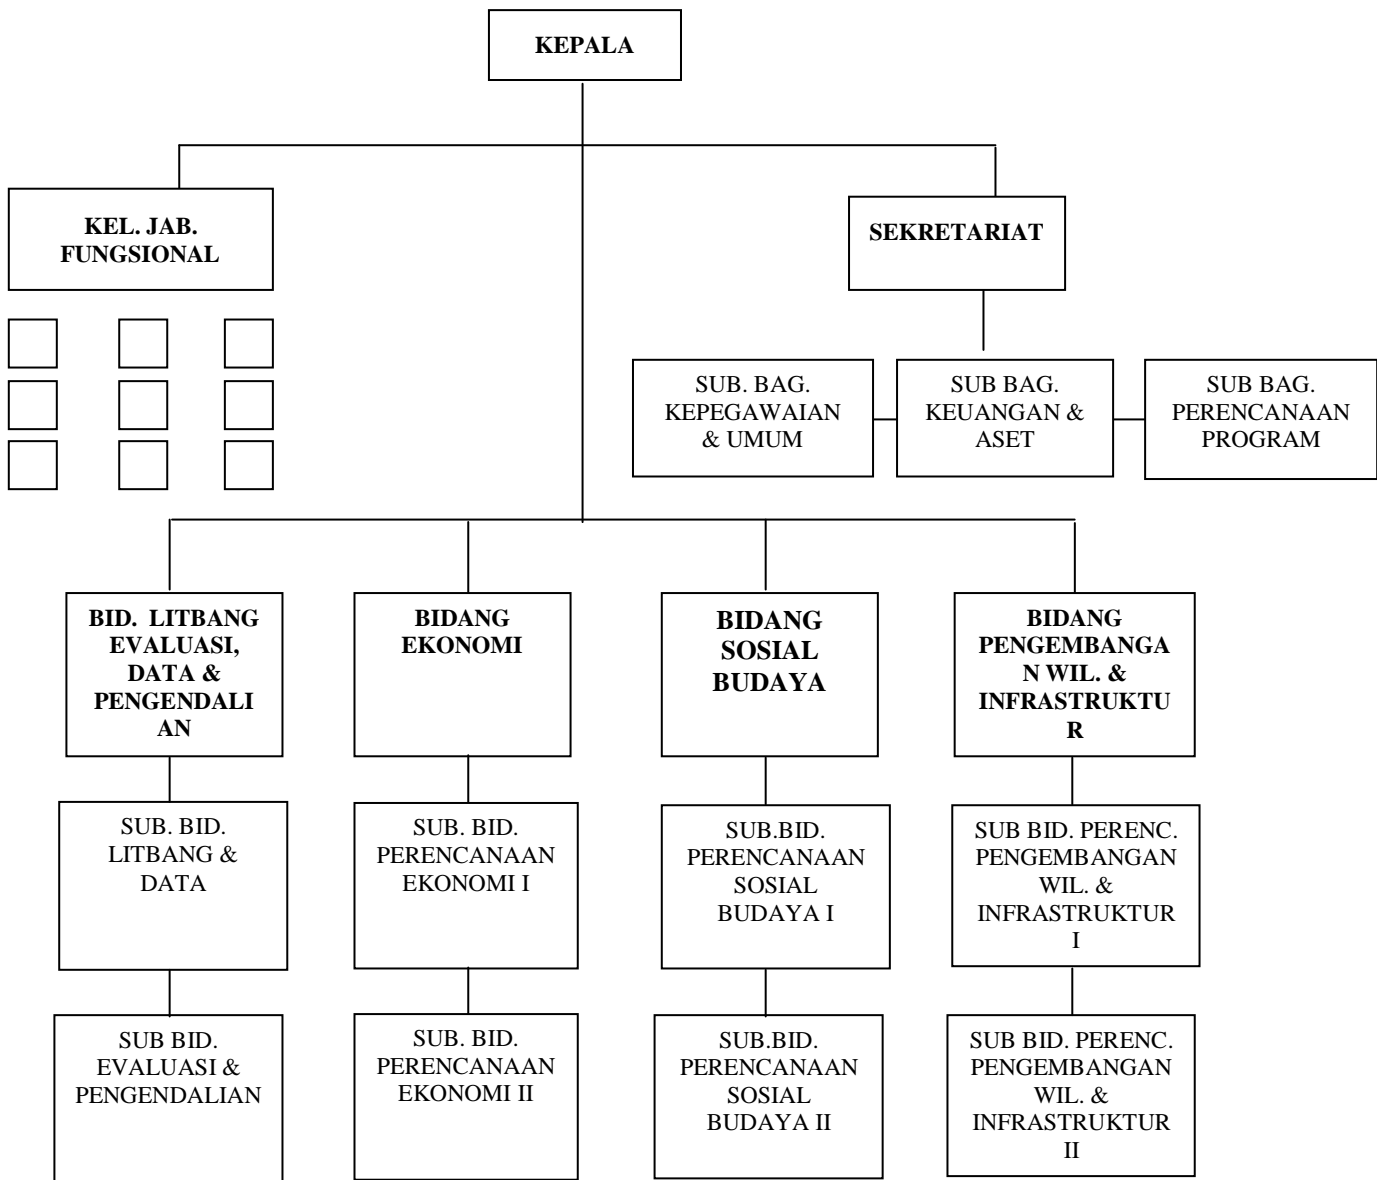 KEPALA
KEL. JAB.
FUNGSIONAL
SEKRETARIAT
SUB. BAG.
KEPEGAWAIAN
& UMUM
SUB BAG.
KEUANGAN &
ASET
SUB BAG.
PERENCANAAN
PROGRAM
BID. LITBANG
EVALUASI,
DATA &
PENGENDALI
AN
BIDANG
EKONOMI
BIDANG
SOSIAL
BUDAYA
BIDANG
PENGEMBANGA
N WIL. &
INFRASTRUKTU
R
SUB. BID.
LITBANG &
DATA
SUB. BID.
PERENCANAAN
EKONOMI I
SUB.BID.
PERENCANAAN
SOSIAL
BUDAYA I
SUB BID. PERENC.
PENGEMBANGAN
WIL. &
INFRASTRUKTUR
I
SUB BID.
EVALUASI &
PENGENDALIAN
SUB. BID.
PERENCANAAN
EKONOMI II
SUB.BID.
PERENCANAAN
SOSIAL
BUDAYA II
SUB BID. PERENC.
PENGEMBANGAN
WIL. &
INFRASTRUKTUR
II